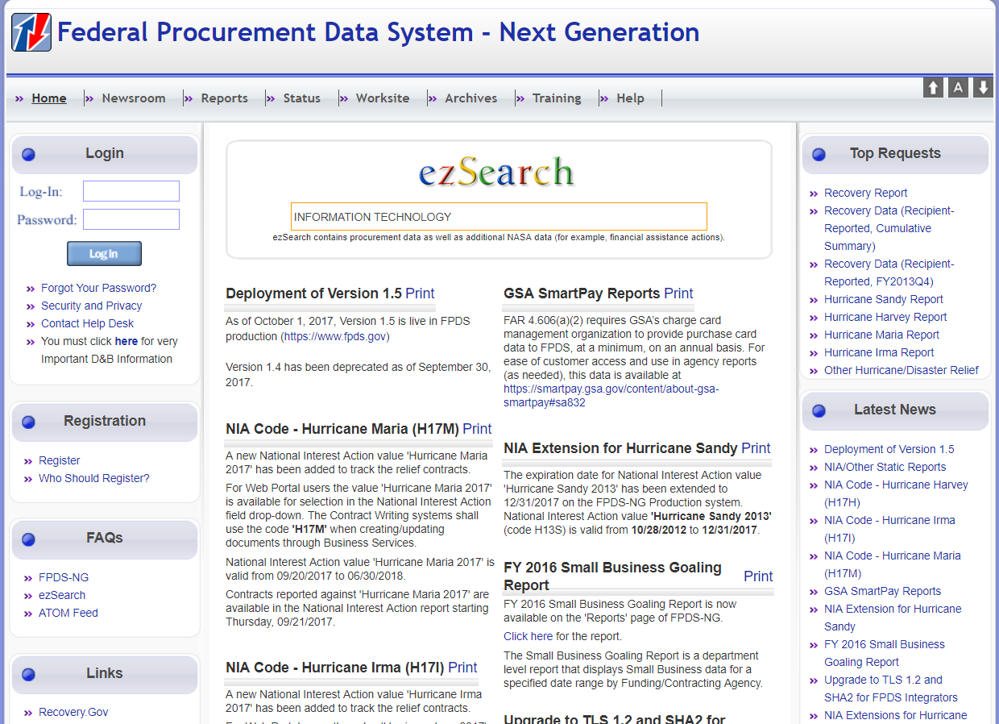 Federal Procurement Data System - Next Generation
Home
Newsroom
Reports
Status
Worksite
Archives
Training
Help
A
Login
Log-In:
Password:
Log In
Forgot Your Password?
Security and Privacy
Contact Help Desk
You must click here for very
Important D&B Information
Registration
Register
Who Should Register?
FAQs
FPDS-NG
ezSearch
ATOM Feed
Links
Recovery.Gov
ezSearch
INFORMATION TECHNOLOGY
ezSearch contains procurement data as well as additional NASA data (for example, financial assistance actions).
Deployment of Version 1.5 Print
As of October 1, 2017, Version 1.5 is live in FPDS
production (https://www.fpds.gov)
Version 1.4 has been deprecated as of September 30,
2017.
NIA Code - Hurricane Maria (H17M) Print
A new National Interest Action value 'Hurricane Maria
2017' has been added to track the relief contracts.
For Web Portal users the value 'Hurricane Maria 2017'
is available for selection in the National Interest Action
field drop-down. The Contract Writing systems shall
use the code 'H17M' when creating/updating
documents through Business Services.
National Interest Action value 'Hurricane Maria 2017' is
valid from 09/20/2017 to 06/30/2018.
Contracts reported against 'Hurricane Maria 2017' are
available in the National Interest Action report starting
Thursday, 09/21/2017.
NIA Code - Hurricane Irma (H17I) Print
A new National Interest Action value 'Hurricane Irma
2017' has been added to track the relief contracts.
GSA SmartPay Reports Print
FAR 4.606(a)(2) requires GSA's charge card
management organization to provide purchase card
data to FPDS, at a minimum, on an annual basis. For
ease of customer access and use in agency reports
(as needed), this data is available at
https://smartpay.gsa.gov/content/about-gsa-
smartpay#sa832
NIA Extension for Hurricane Sandy Print
The expiration date for National Interest Action value
'Hurricane Sandy 2013' has been extended to
12/31/2017 on the FPDS-NG Production system.
National Interest Action value 'Hurricane Sandy 2013'
(code H13S) is valid from 10/28/2012 to 12/31/2017.
FY 2016 Small Business Goaling
Report Print
FY 2016 Small Business Goaling Report is now
available on the 'Reports' page of FPDS-NG.
Click here for the report.
The Small Business Goaling Report is a department
level report that displays Small Business data for a
specified date range by Funding/Contracting Agency.
Upgrade to TLS 1.2 and SHA2 for
Top Requests
Recovery Report
Recovery Data (Recipient-
Reported, Cumulative
Summary)
Recovery Data (Recipient-
Reported, FY2013Q4)
Hurricane Sandy Report
Hurricane Harvey Report
Hurricane Maria Report
Hurricane Irma Report
Other Hurricane/Disaster Relief
Latest News
Deployment of Version 1.5
NIA/Other Static Reports
NIA Code - Hurricane Harvey
(H17H)
NIA Code - Hurricane Irma
(H17I)
NIA Code - Hurricane Maria
(H17M)
GSA SmartPay Reports
NIA Extension for Hurricane
Sandy
FY 2016 Small Business
Goaling Report
Upgrade to TLS 1.2 and
SHA2 for FPDS Integrators
NIA Extensions for Hurricane